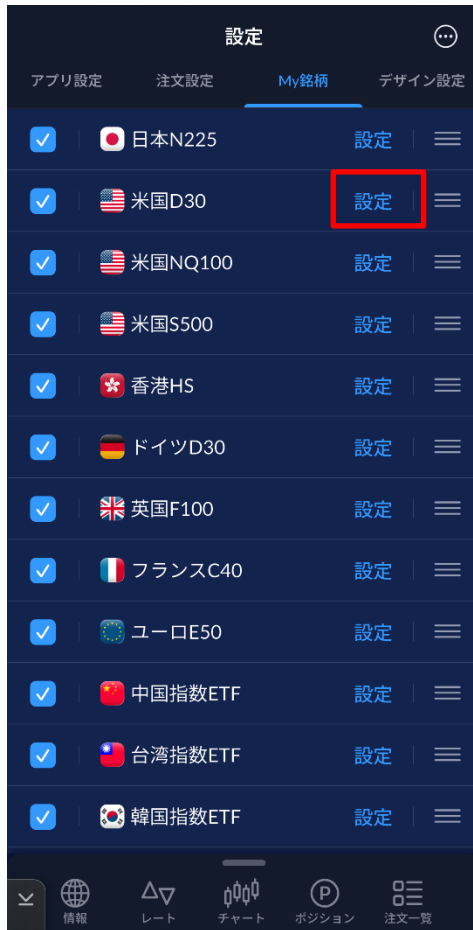 設定
アプリ設定 注文設定 My銘柄 デザイン設定
日本N225 設定
米国D30 設定
米国NQ100 設定
米国S500 設定
香港HS 設定
ドイツD30 設定
英国F100 設定
フランスC40 設定
ユーロE50 設定
中国指数ETF 設定
台湾指数ETF 設定
韓国指数ETF 設定
P
情報 レート チャート ポジション 注文一覧